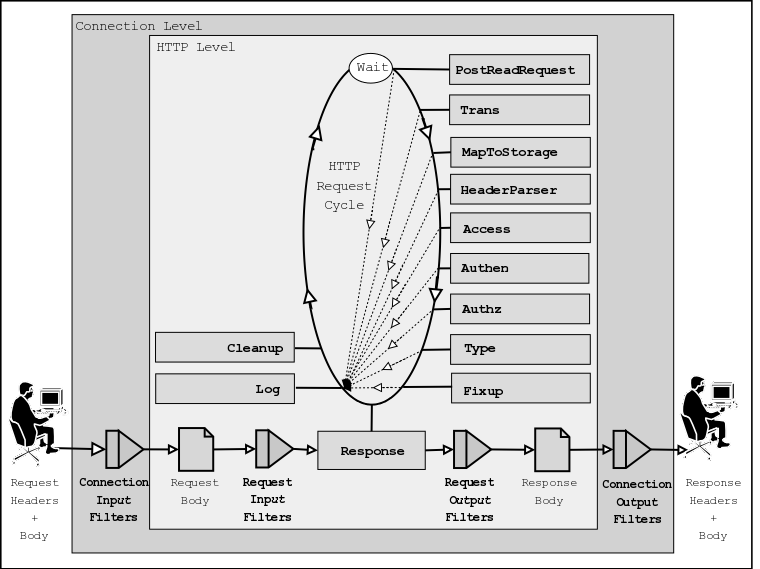 Connection Level
HTTP Level
Wait
HTTP
Request
Cycle
PostReadRequest
Trans
MapToStorage
HeaderParser
Access
Authen
Authz
Type
Fixup
Cleanup
Log
Response
Request
Headers
+
Body
Connection
Input
Filters
Request
Body
Request
Input
Filters
Request
Output
Filters
Response
Body
Connection
Output
Filters
Response
Headers
+
Body